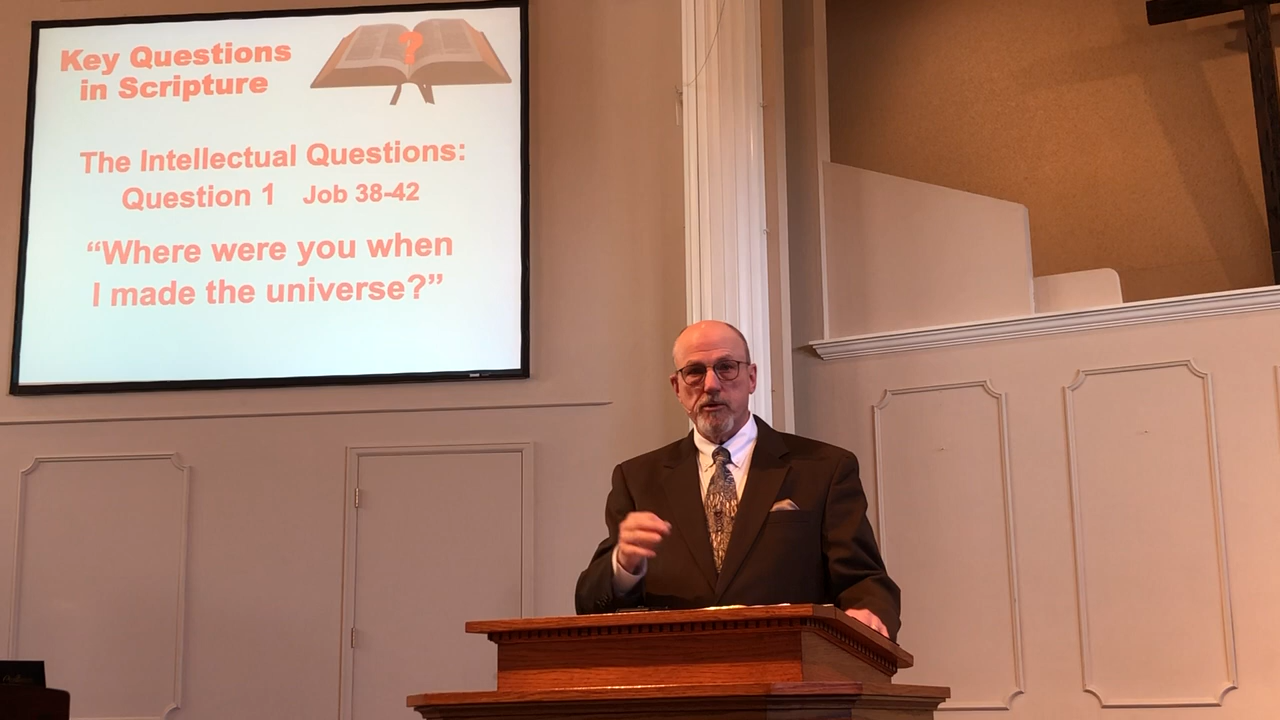 Key Questions
in Scripture
?
The Intellectual Questions:
Question 1 Job 38-42
“Where were you when
I made the universe?”